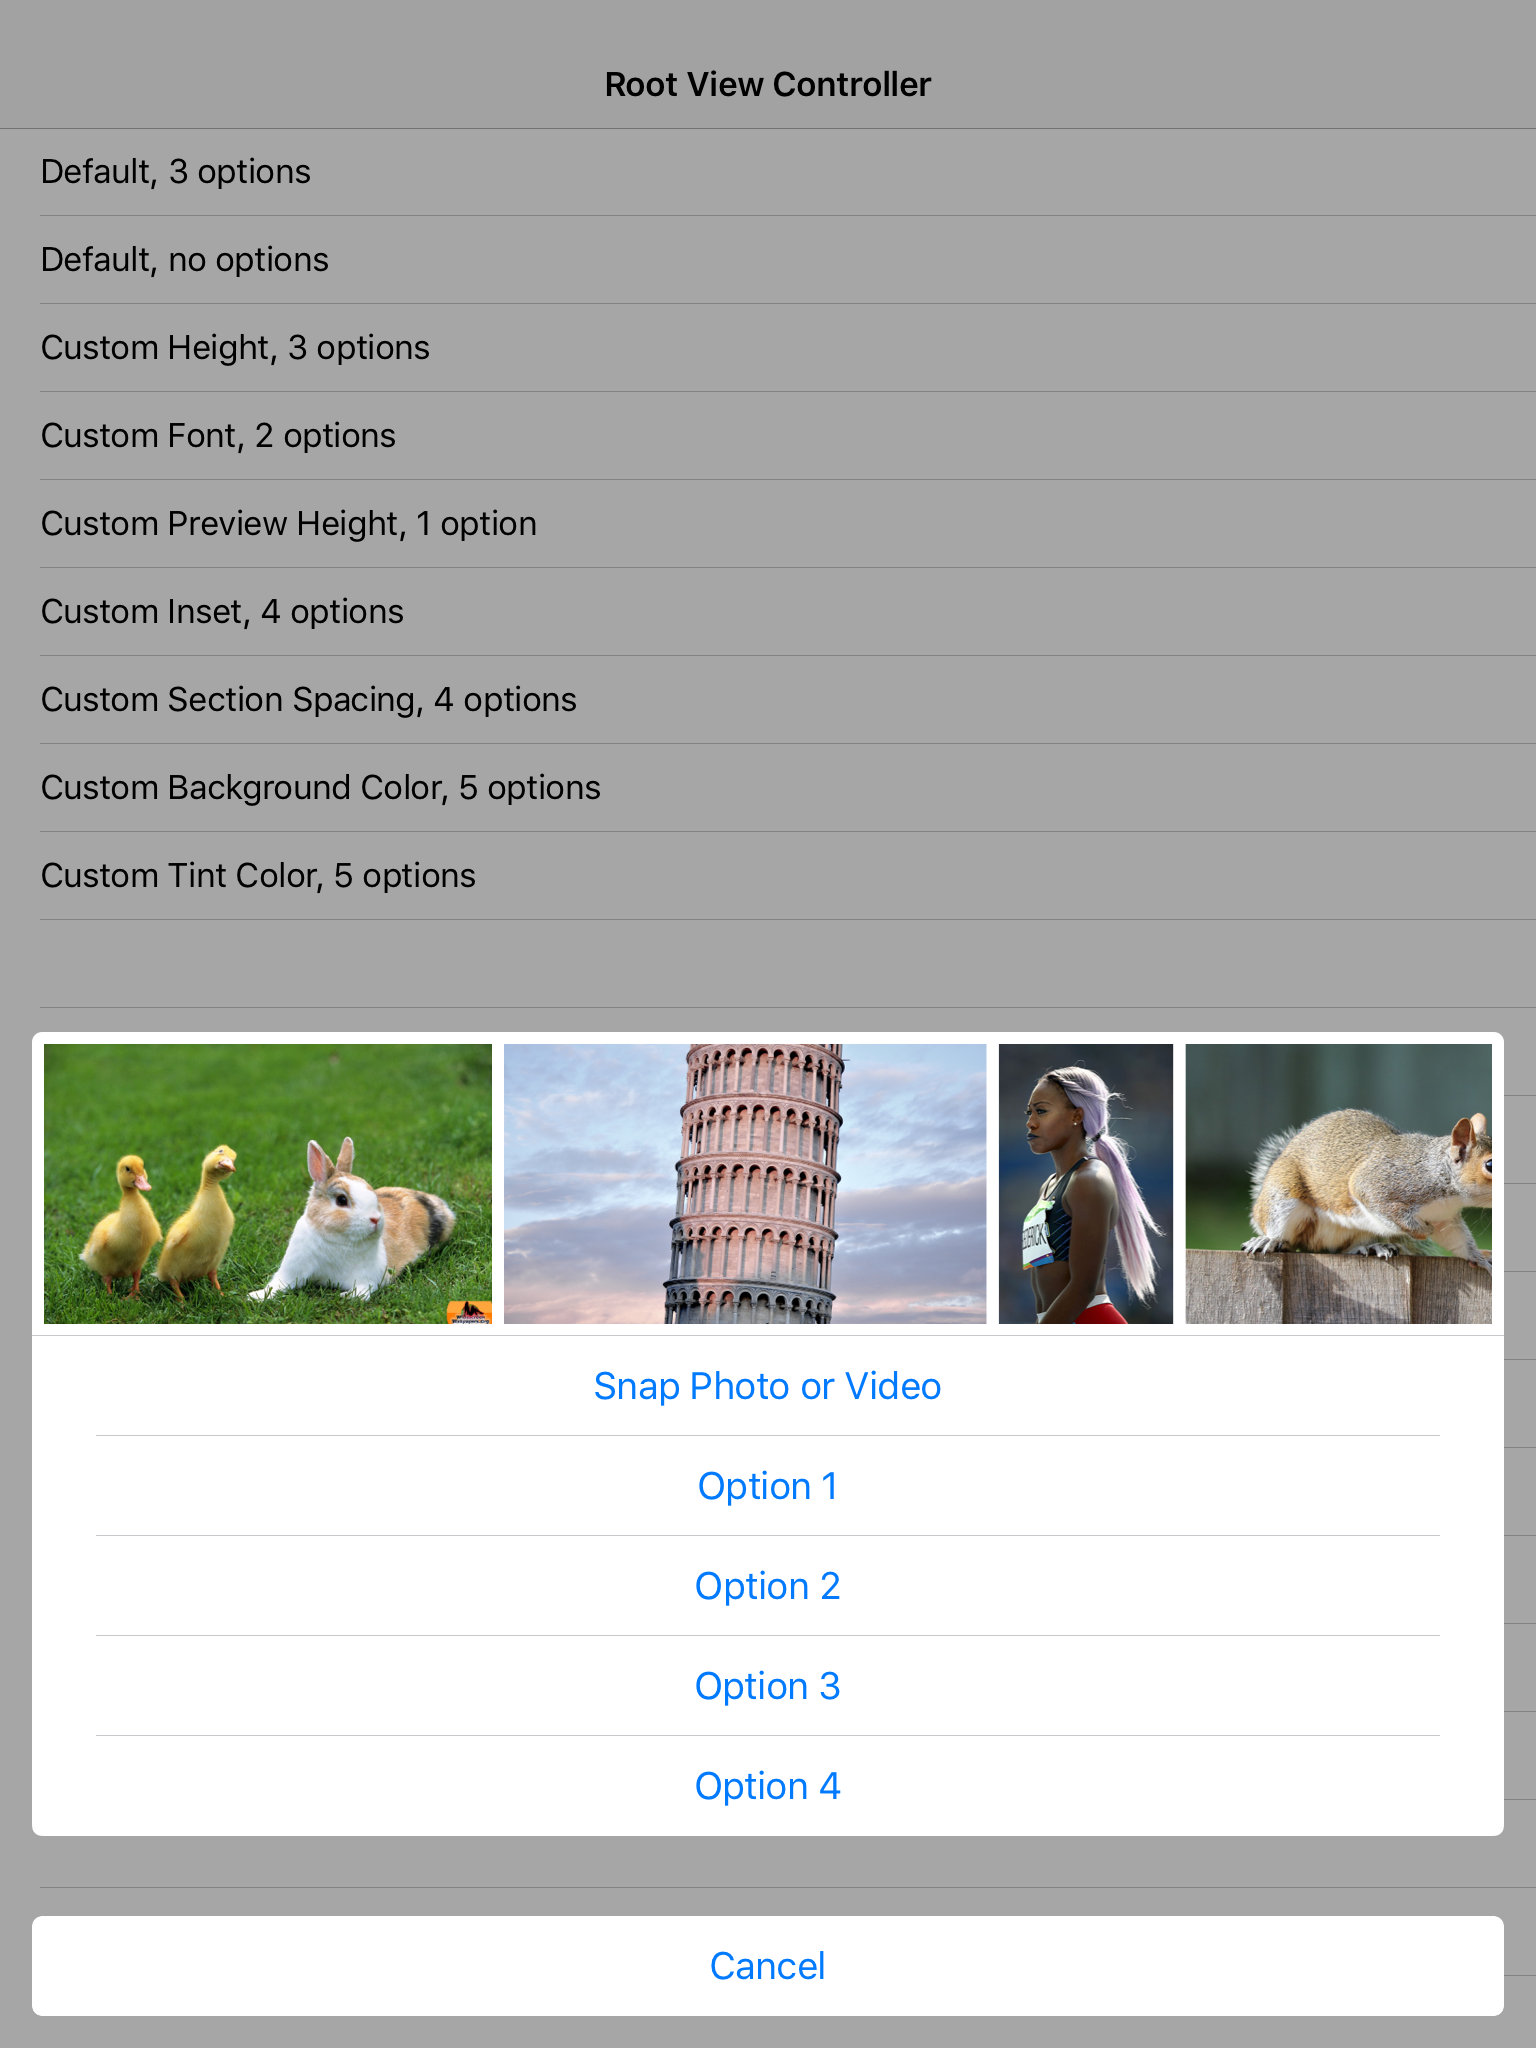 Root View Controller
Default, 3 options
Default, no options
Custom Height, 3 options
Custom Font, 2 options
Custom Preview Height, 1 option
Custom Inset, 4 options
Custom Section Spacing, 4 options
Custom Background Color, 5 options
Custom Tint Color, 5 options
Snap Photo or Video
Option 1
Option 2
Option 3
Option 4
Cancel